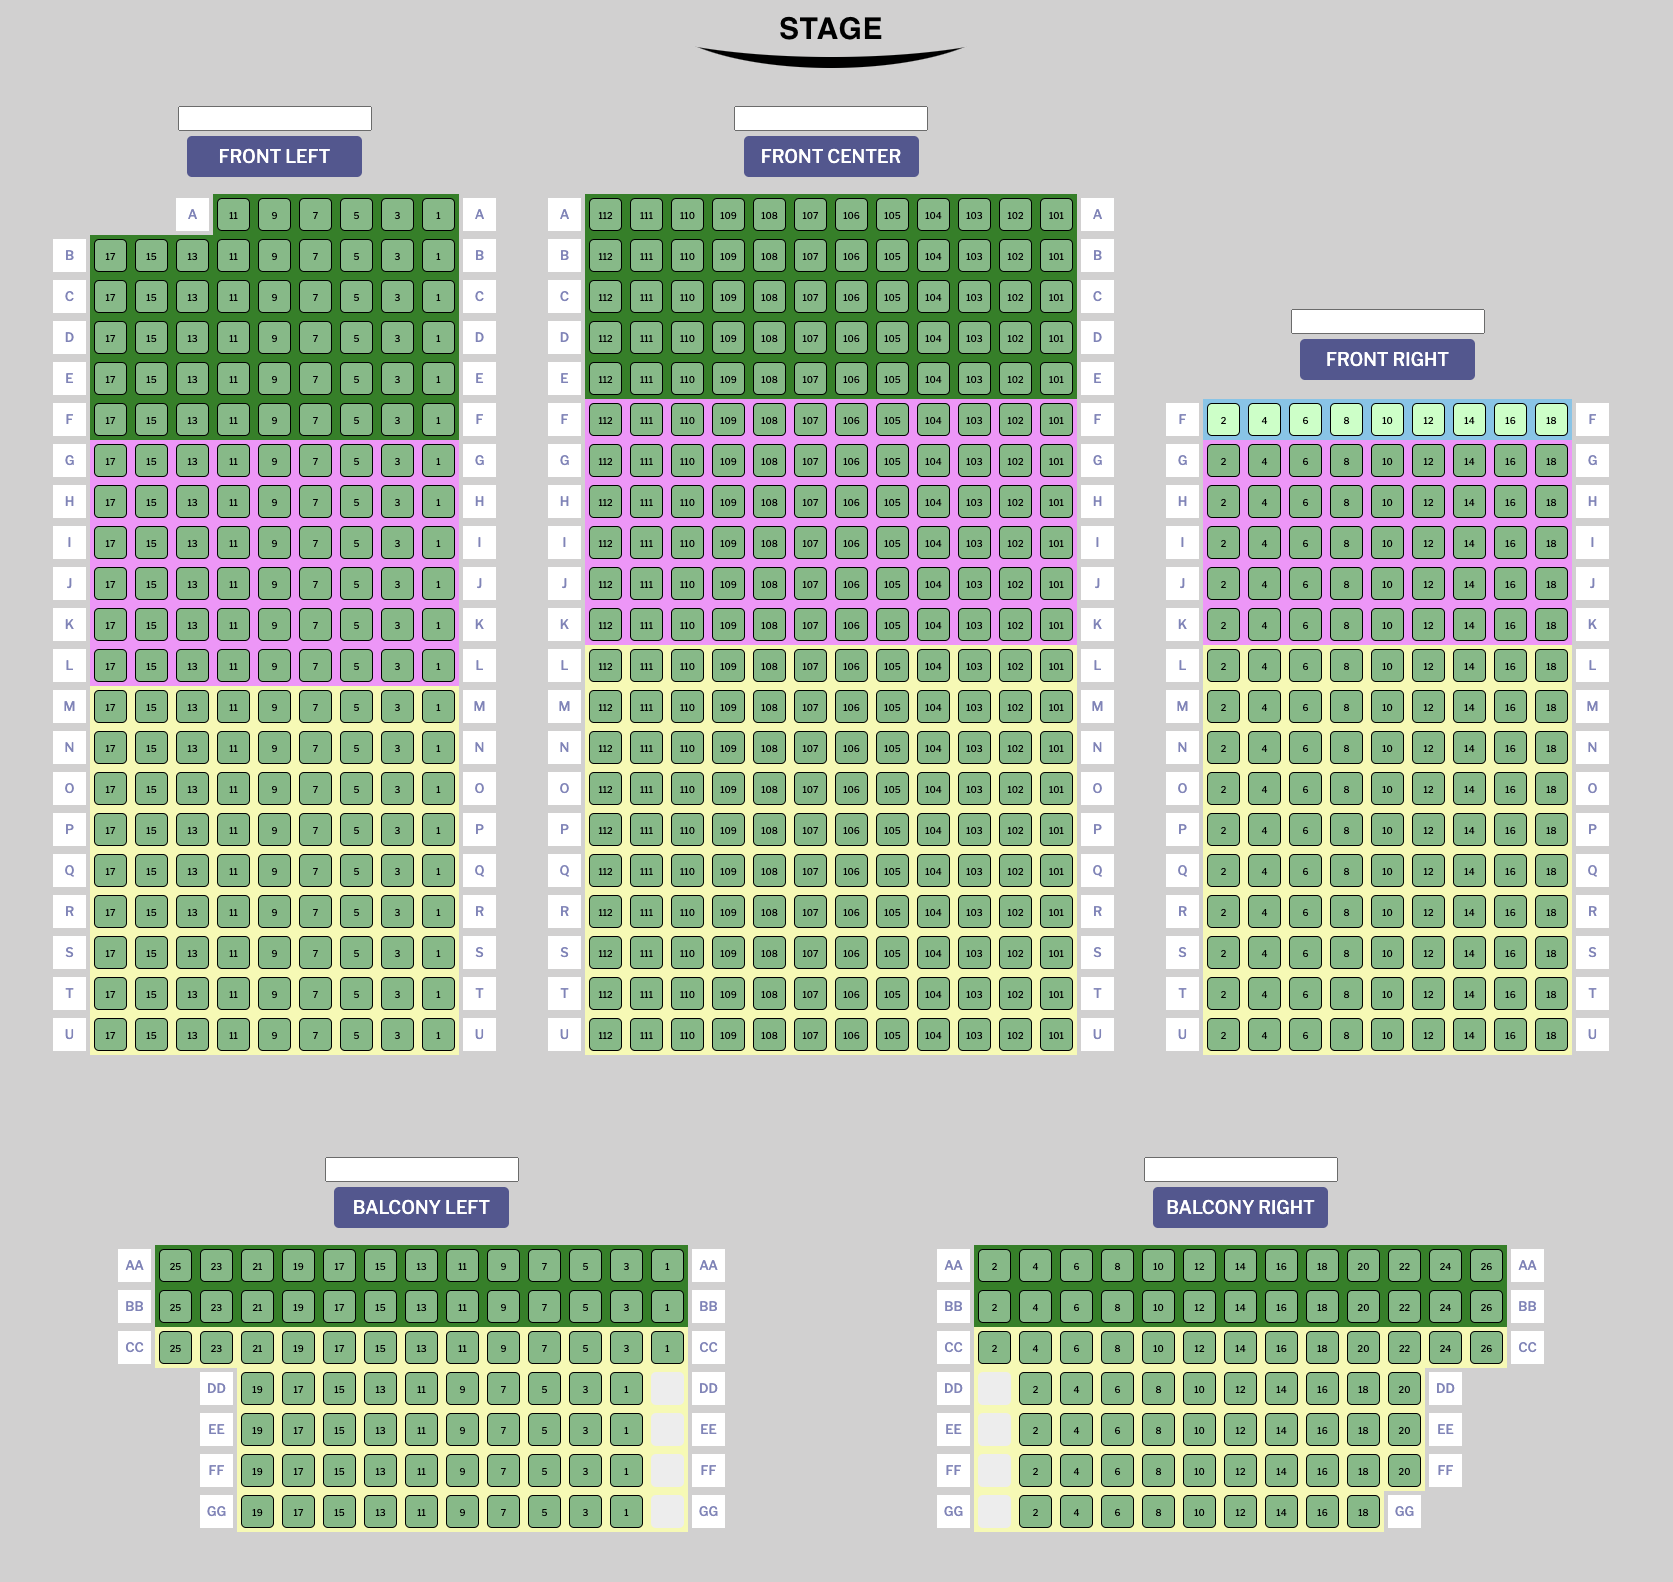 STAGE
FRONT LEFT
FRONT CENTER
A 11 9 7 5 3 1 A
B 17 15 13 11 9 7 5 3 1 B
C 17 15 13 11 9 7 5 3 1 C
D 17 15 13 11 9 7 5 3 1 D
E 17 15 13 11 9 7 5 3 1 E
F 17 15 13 11 9 7 5 3 1 F
G 17 15 13 11 9 7 5 3 1 G
H 17 15 13 11 9 7 5 3 1 H
I 17 15 13 11 9 7 5 3 1 I
J 17 15 13 11 9 7 5 3 1 J
K 17 15 13 11 9 7 5 3 1 K
L 17 15 13 11 9 7 5 3 1 L
M 17 15 13 11 9 7 5 3 1 M
N 17 15 13 11 9 7 5 3 1 N
O 17 15 13 11 9 7 5 3 1 O
P 17 15 13 11 9 7 5 3 1 P
Q 17 15 13 11 9 7 5 3 1 Q
R 17 15 13 11 9 7 5 3 1 R
S 17 15 13 11 9 7 5 3 1 S
T 17 15 13 11 9 7 5 3 1 T
U 17 15 13 11 9 7 5 3 1 U
A 112 111 110 109 108 107 106 105 104 103 102 101 A
B 112 111 110 109 108 107 106 105 104 103 102 101 B
C 112 111 110 109 108 107 106 105 104 103 102 101 C
D 112 111 110 109 108 107 106 105 104 103 102 101 D
E 112 111 110 109 108 107 106 105 104 103 102 101 E
F 112 111 110 109 108 107 106 105 104 103 102 101 F
G 112 111 110 109 108 107 106 105 104 103 102 101 G
H 112 111 110 109 108 107 106 105 104 103 102 101 H
I 112 111 110 109 108 107 106 105 104 103 102 101 I
J 112 111 110 109 108 107 106 105 104 103 102 101 J
K 112 111 110 109 108 107 106 105 104 103 102 101 K
L 112 111 110 109 108 107 106 105 104 103 102 101 L
M 112 111 110 109 108 107 106 105 104 103 102 101 M
N 112 111 110 109 108 107 106 105 104 103 102 101 N
O 112 111 110 109 108 107 106 105 104 103 102 101 O
P 112 111 110 109 108 107 106 105 104 103 102 101 P
Q 112 111 110 109 108 107 106 105 104 103 102 101 Q
R 112 111 110 109 108 107 106 105 104 103 102 101 R
S 112 111 110 109 108 107 106 105 104 103 102 101 S
T 112 111 110 109 108 107 106 105 104 103 102 101 T
U 112 111 110 109 108 107 106 105 104 103 102 101 U
FRONT RIGHT
F 2 4 6 8 10 12 14 16 18 F
G 2 4 6 8 10 12 14 16 18 G
H 2 4 6 8 10 12 14 16 18 H
I 2 4 6 8 10 12 14 16 18 I
J 2 4 6 8 10 12 14 16 18 J
K 2 4 6 8 10 12 14 16 18 K
L 2 4 6 8 10 12 14 16 18 L
M 2 4 6 8 10 12 14 16 18 M
N 2 4 6 8 10 12 14 16 18 N
O 2 4 6 8 10 12 14 16 18 O
P 2 4 6 8 10 12 14 16 18 P
Q 2 4 6 8 10 12 14 16 18 Q
R 2 4 6 8 10 12 14 16 18 R
S 2 4 6 8 10 12 14 16 18 S
T 2 4 6 8 10 12 14 16 18 T
U 2 4 6 8 10 12 14 16 18 U
BALCONY LEFT
AA 25 23 21 19 17 15 13 11 9 7 5 3 1 AA
BB 25 23 21 19 17 15 13 11 9 7 5 3 1 BB
CC 25 23 21 19 17 15 13 11 9 7 5 3 1 CC
DD 19 17 15 13 11 9 7 5 3 1 DD
EE 19 17 15 13 11 9 7 5 3 1 EE
FF 19 17 15 13 11 9 7 5 3 1 FF
GG 19 17 15 13 11 9 7 5 3 1 GG
BALCONY RIGHT
AA 2 4 6 8 10 12 14 16 18 20 22 24 26 AA
BB 2 4 6 8 10 12 14 16 18 20 22 24 26 BB
CC 2 4 6 8 10 12 14 16 18 20 22 24 26 CC
DD 2 4 6 8 10 12 14 16 18 20 DD
EE 2 4 6 8 10 12 14 16 18 20 EE
FF 2 4 6 8 10 12 14 16 18 20 FF
GG 2 4 6 8 10 12 14 16 18 GG